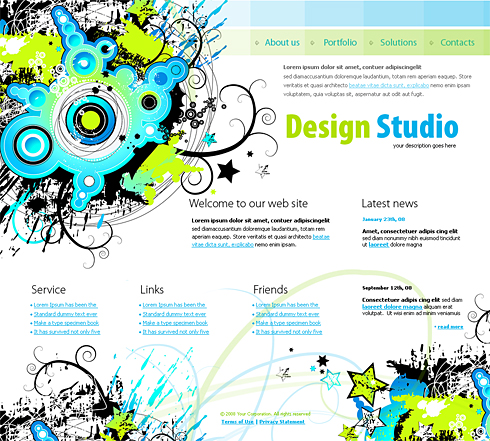 About us
Portfolio
Solutions
Contacts
Lorem ipsum dolor sit amet, contuer adipiscingelit
sed diamaccusantium doloremque laudantium, totam rem aperiam. Store
veritatis et quasi architecto beatae vitae dicta sunt, explicabo nemo enim ipsam
voluptatem, quia voluptas sit, aspernatur aut odit aut fugit.
Design Studio
your description goes here
Welcome to our web site
Lorem ipsum dolor sit amet, contuer adipiscingelit
sed diamaccusantium doloremque laudantium, totam rem
aperiam. Store veritatis et quasi architecto beatae
vitae dicta sunt, explicabo nemo enim ipsam.
Latest news
January 23th, 08
Amet, consectetuer adipis cing elit
sed diam nonummy nibh euismod tincidunt
ut laoreet dolore magna
September 12th, 08
Consectetuer adipis cing elit sed diam
laoreet dolore magna aliquam erat
volutpat. Ut wisi enim ad minim veniamuis
read more
Service
Lorem Ipsum has been the
Standard dummy text ever
Make a type specimen book
It has survived not only five
Links
Lorem Ipsum has been the
Standard dummy text ever
Make a type specimen book
It has survived not only five
Friends
Lorem Ipsum has been the
Standard dummy text ever
Make a type specimen book
It has survived not only five
© 2008 Your Corporation. All rights reserved
Terms of Use | Privacy Statement